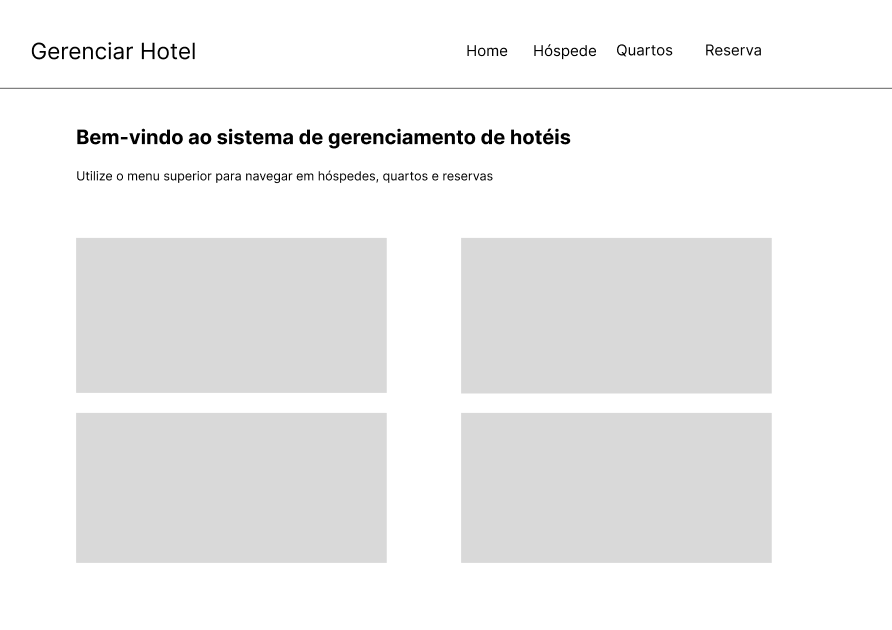 Gerenciar Hotel
Home Hóspede Quartos Reserva
Bem-vindo ao sistema de gerenciamento de hotéis
Utilize o menu superior para navegar em hóspedes, quartos e reservas